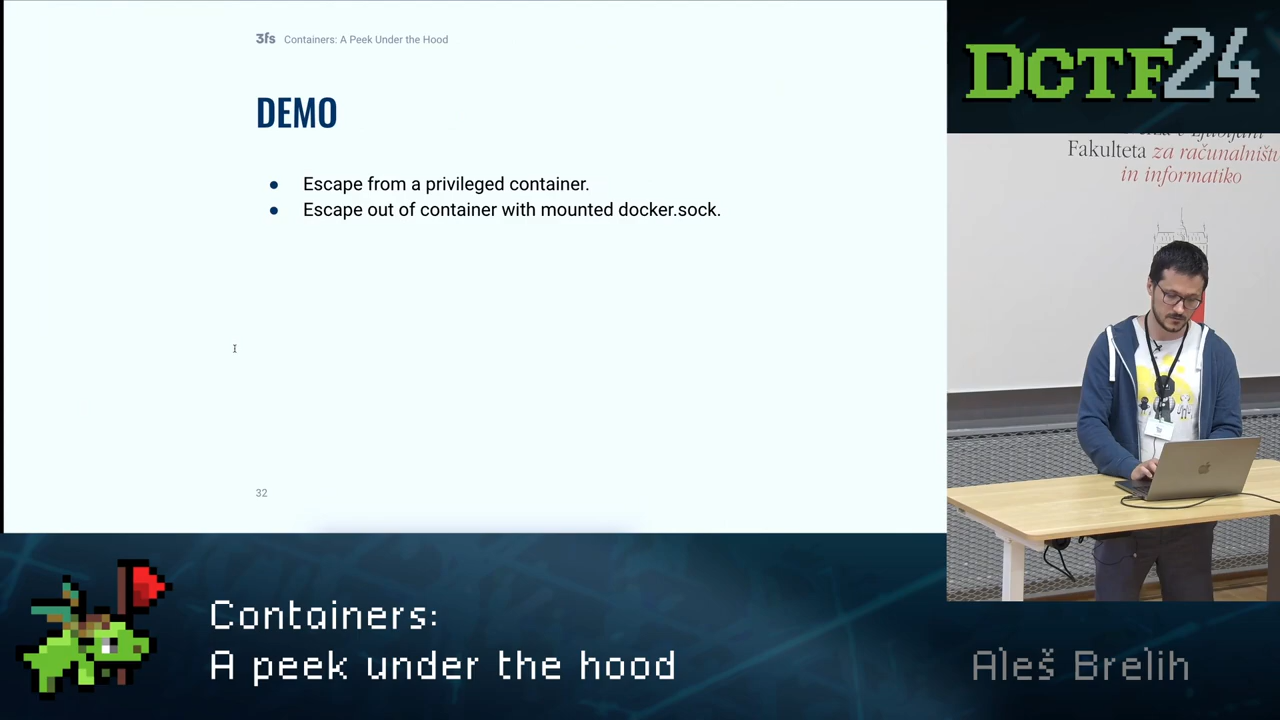 3fs Containers: A Peek Under the Hood
DEMO
● Escape from a privileged container.
● Escape out of container with mounted docker.sock.
32
DCTF24
Fakulteta za računalništvo
in informatiko
Containers:
A peek under the hood
Aleš Brelih